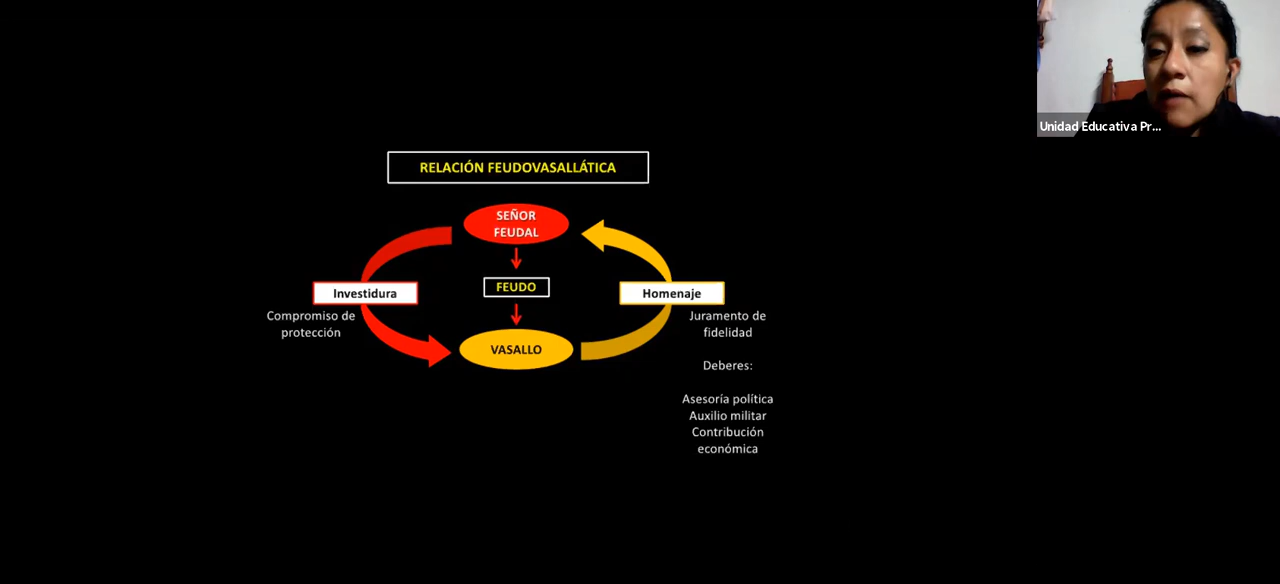 Unidad Educativa Pr...
RELACIÓN FEUDOVASALLÁTICA
SEÑOR
FEUDAL
FEUDO
VASALLO
Investidura
Compromiso de
protección
Homenaje
Juramento de
fidelidad
Deberes:
Asesoría política
Auxilio militar
Contribución
económica